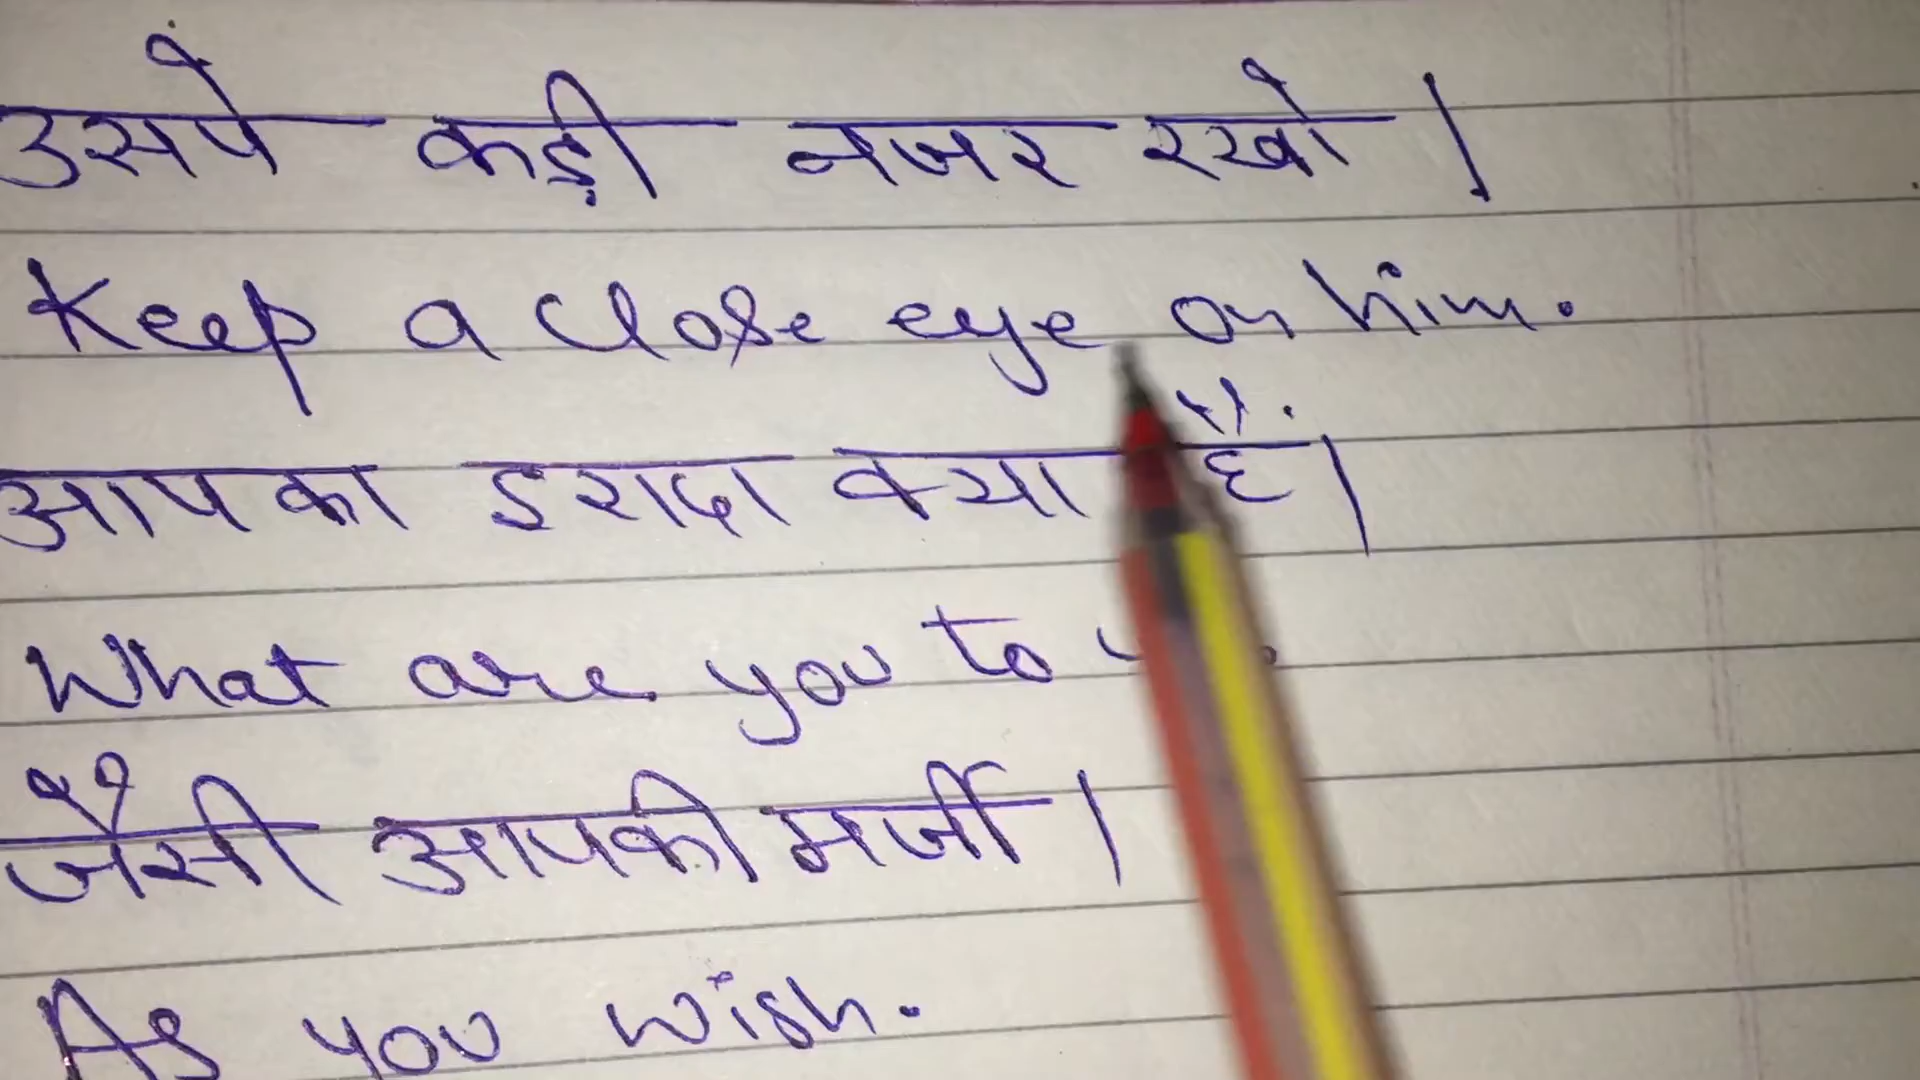 उसपे कड़ी नजर रखो।
Keep a close eye on him.
आपका इरादा क्या है।
What are you to
जैसी आपकी मर्जी।
As you wish.